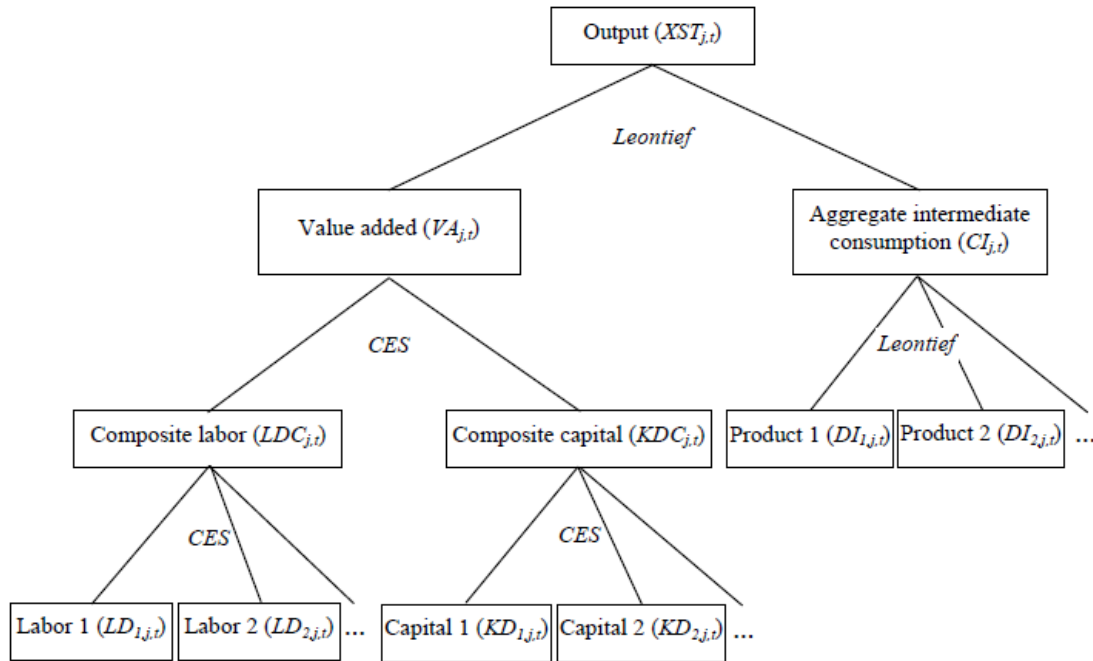 Output (XST_{j,t})
Leontief
Value added (VA_{j,t})
Aggregate intermediate
consumption (CI_{j,t})
CES
Leontief
Composite labor (LDC_{j,t})
Composite capital (KDC_{j,t})
Product 1 (DI_{1,j,t})
Product 2 (DI_{2,j,t})
...
CES
CES
Labor 1 (LD_{1,j,t})
Labor 2 (LD_{2,j,t})
...
Capital 1 (KD_{1,j,t})
Capital 2 (KD_{2,j,t})
...